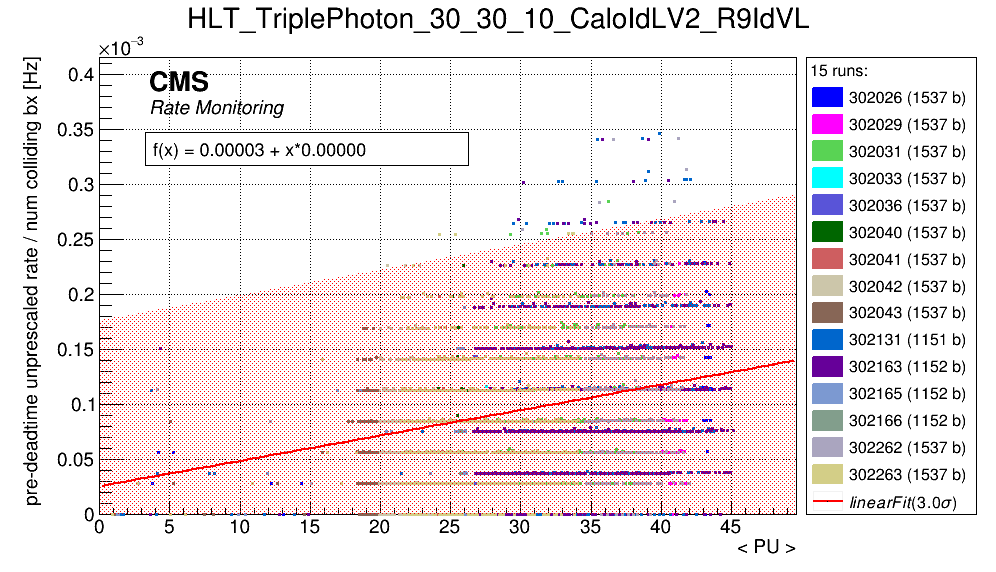 HLT_TriplePhoton_30_30_10_CaloIdLV2_R9IdVL
×10⁻³
pre-deadtime unprescaled rate / num colliding bx [Hz]
0.4
0.35
0.3
0.25
0.2
0.15
0.1
0.05
0
CMS
Rate Monitoring
f(x) = 0.00003 + x*0.00000
0 5 10 15 20 25 30 35 40 45
< PU >
15 runs:
302026 (1537 b)
302029 (1537 b)
302031 (1537 b)
302033 (1537 b)
302036 (1537 b)
302040 (1537 b)
302041 (1537 b)
302042 (1537 b)
302043 (1537 b)
302131 (1151 b)
302163 (1152 b)
302165 (1152 b)
302166 (1152 b)
302262 (1537 b)
302263 (1537 b)
linearFit(3.0σ)